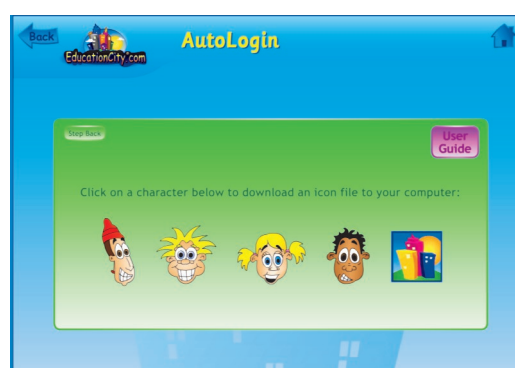 Back
EducationCity.com
AutoLogin
Step Back
User
Guide
Click on a character below to download an icon file to your computer: